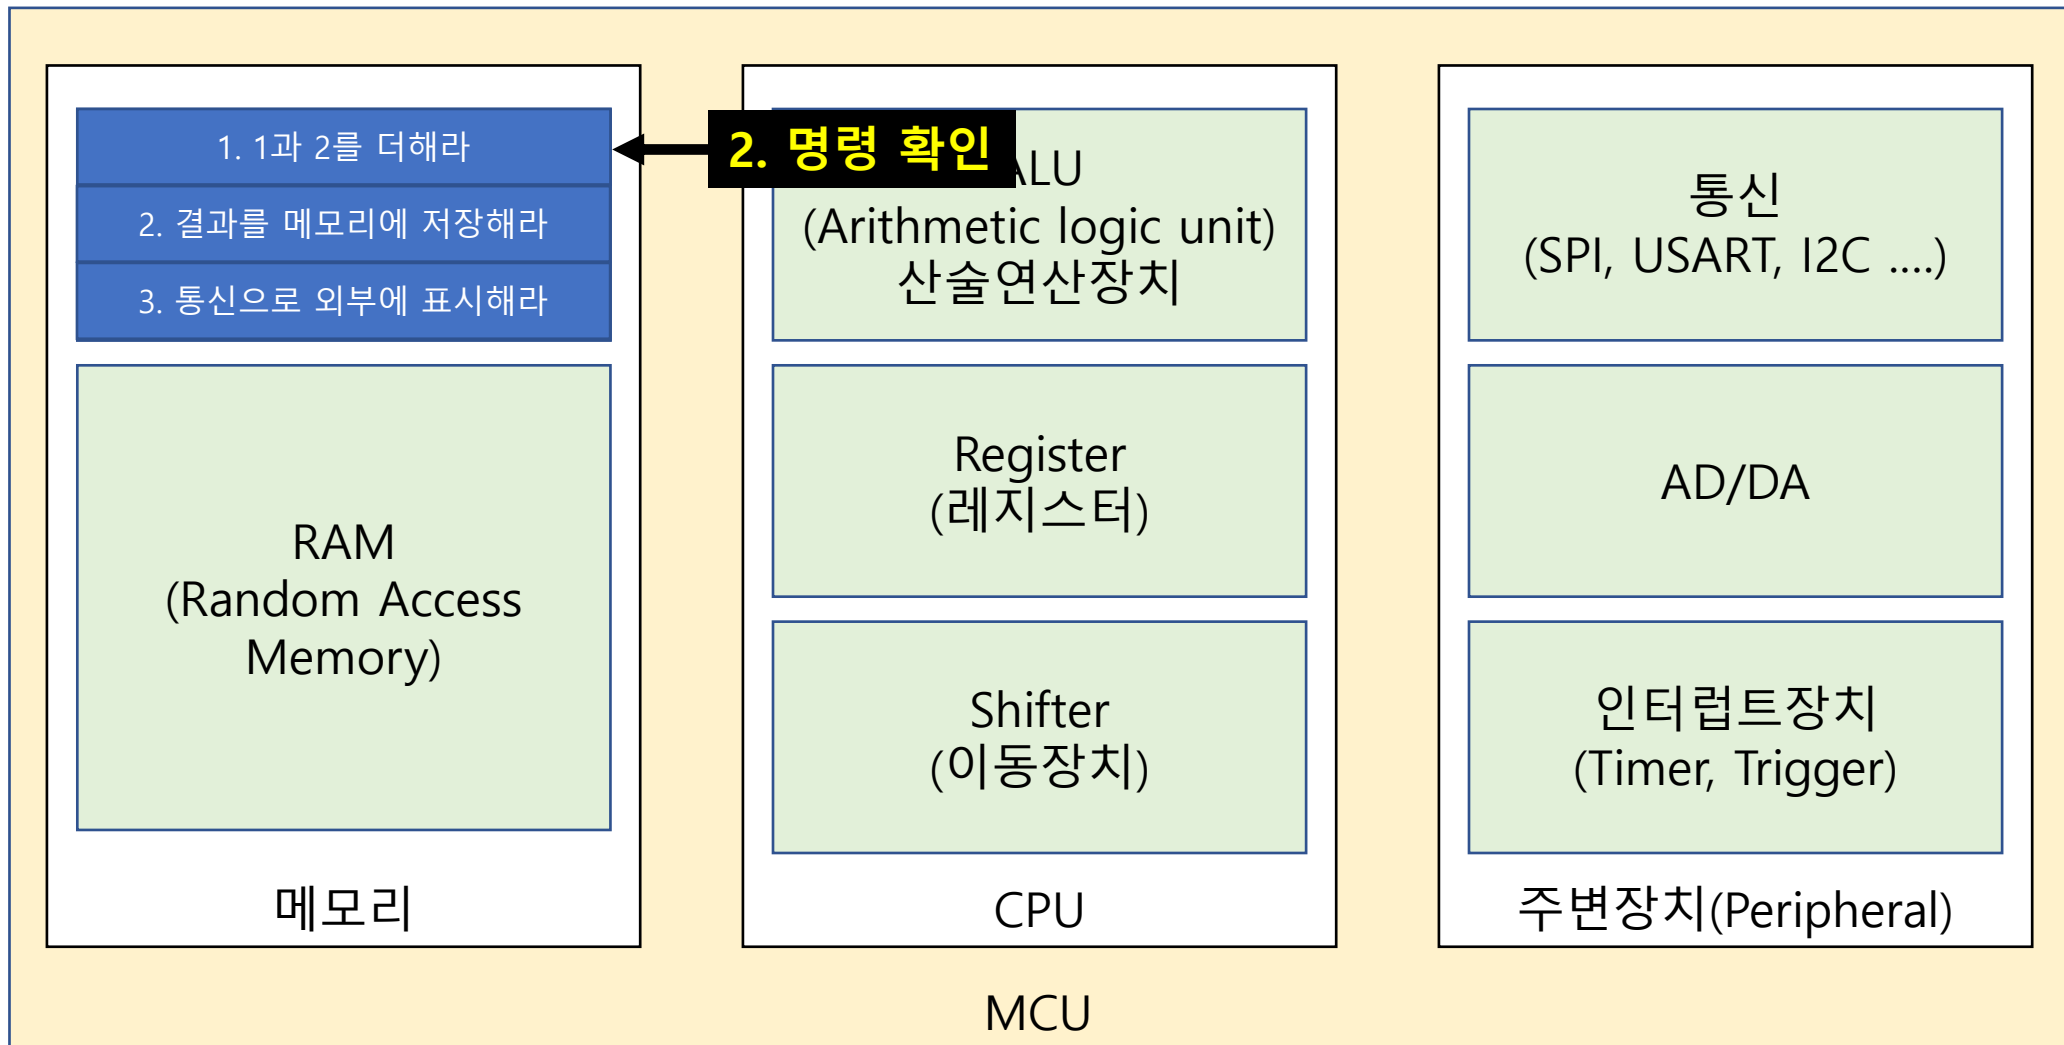 1. 1과 2를 더해라
2. 결과를 메모리에 저장해라
3. 통신으로 외부에 표시해라
RAM
(Random Access
Memory)
메모리
2. 명령 확인
ALU
(Arithmetic logic unit)
산술연산장치
Register
(레지스터)
Shifter
(이동장치)
CPU
통신
(SPI, USART, I2C ....)
AD/DA
인터럽트장치
(Timer, Trigger)
주변장치(Peripheral)
MCU